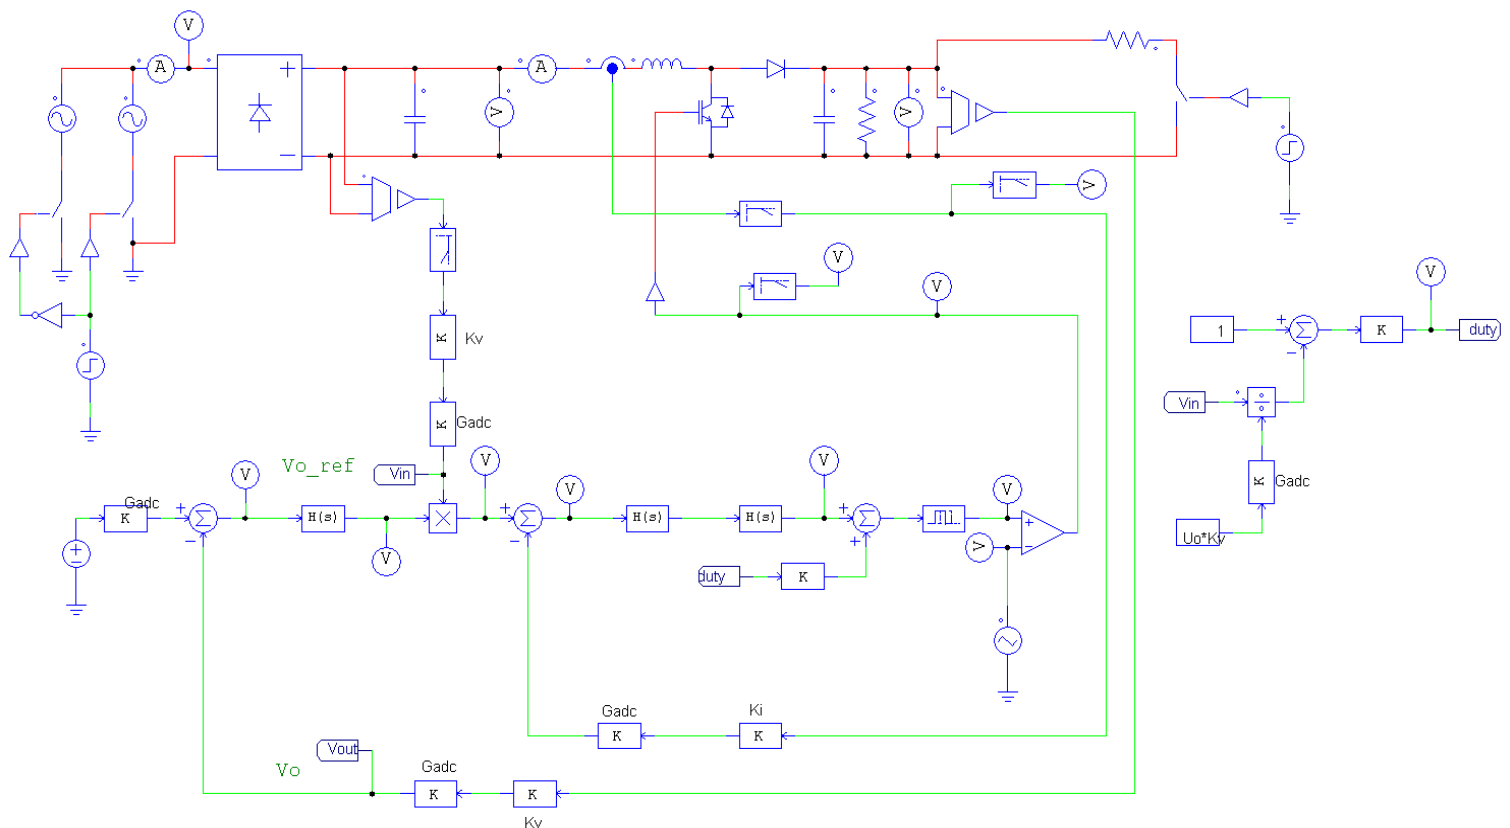 V
A
+
A
V
V
V
−
V
V
V
V
K
Kv
1
+
Σ
−
K
duty
Vin
÷
K
Gadc
Vo_ref
V
Vin
V
V
V
V
K
Gadc
Gadc
K
+
Σ
−
H(s)
×
+
Σ
−
H(s)
H(s)
+
Σ
+
+
−
V
Uo*Kv
V
duty
K
Gadc
K
Ki
K
Vout
Vo
Gadc
K
K
Kv